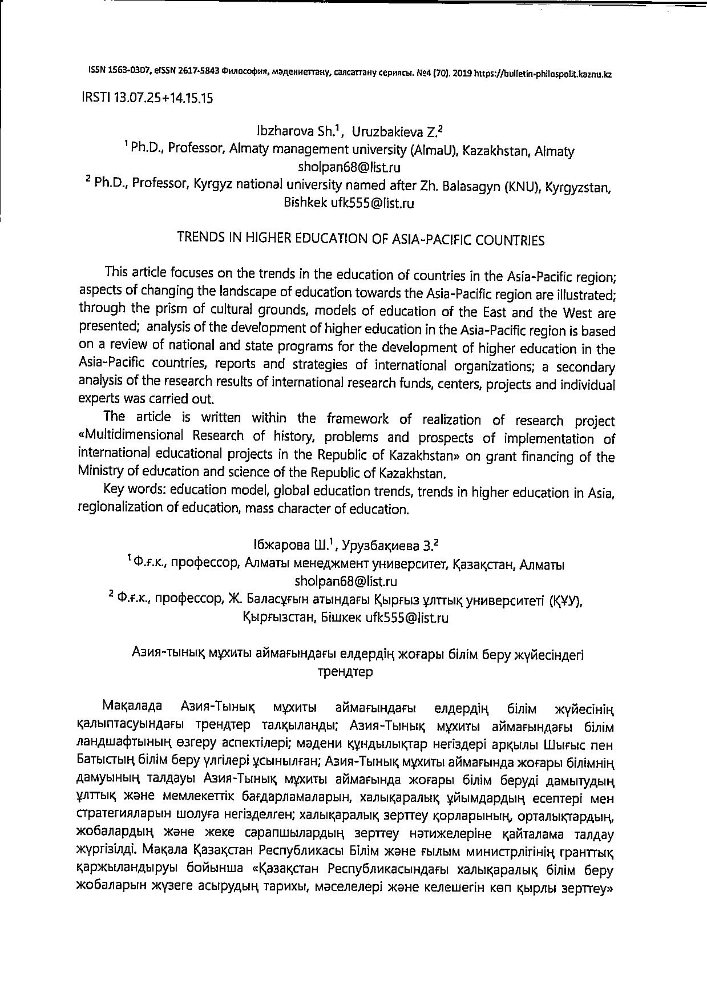 ISSN 1563-0307, eISSN 2617-5843 Философия, мәдениеттану, саясаттану сериясы. №4 (70). 2019 https://bulletin-philospolit.kaznu.kz
IRSTI 13.07.25+14.15.15
Ibzharova Sh.¹, Uruzbakieva Z.²
¹ Ph.D., Professor, Almaty management university (AlmaU), Kazakhstan, Almaty
sholpan68@list.ru
² Ph.D., Professor, Kyrgyz national university named after Zh. Balasagyn (KNU), Kyrgyzstan,
Bishkek ufk555@list.ru
TRENDS IN HIGHER EDUCATION OF ASIA-PACIFIC COUNTRIES
This article focuses on the trends in the education of countries in the Asia-Pacific region;
aspects of changing the landscape of education towards the Asia-Pacific region are illustrated;
through the prism of cultural grounds, models of education of the East and the West are
presented; analysis of the development of higher education in the Asia-Pacific region is based
on a review of national and state programs for the development of higher education in the
Asia-Pacific countries, reports and strategies of international organizations; a secondary
analysis of the research results of international research funds, centers, projects and individual
experts was carried out.
The article is written within the framework of realization of research project
«Multidimensional Research of history, problems and prospects of implementation of
international educational projects in the Republic of Kazakhstan» on grant financing of the
Ministry of education and science of the Republic of Kazakhstan.
Key words: education model, global education trends, trends in higher education in Asia,
regionalization of education, mass character of education.
Ібжарова Ш.¹, Урузбақиева З.²
¹ Ф.ғ.к., профессор, Алматы менеджмент университет, Қазақстан, Алматы
sholpan68@list.ru
² Ф.ғ.к., профессор, Ж. Баласұғын атындағы Қырғыз ұлттық университеті (ҚҰУ),
Қырғызстан, Бішкек ufk555@list.ru
Азия-тынық мұхиты аймағындағы елдердің жоғары білім беру жүйесіндегі
трендтер
Мақалада Азия-Тынық мұхиты аймағындағы елдердің білім жүйесінің
қалыптасуындағы трендтер талқыланды; Азия-Тынық мұхиты аймағындағы білім
ландшафтының өзгеру аспектілері; мәдени құндылықтар негіздері арқылы Шығыс пен
Батыстың білім беру үлгілері ұсынылған; Азия-Тынық мұхиты аймағында жоғары білімнің
дамуының талдауы Азия-Тынық мұхиты аймағында жоғары білім беруді дамытудың
ұлттық және мемлекеттік бағдарламаларын, халықаралық ұйымдардың есептері мен
стратегияларын шолуға негізделген; халықаралық зерттеу қорларының, орталықтардың,
жобалардың және жеке сарапшылардың зерттеу нәтижелеріне қайталама талдау
жүргізілді. Мақала Қазақстан Республикасы Білім және ғылым министрлігінің гранттық
қаржыландыруы бойынша «Қазақстан Республикасындағы халықаралық білім беру
жобаларын жүзеге асырудың тарихы, мәселелері және келешегін көп қырлы зерттеу»